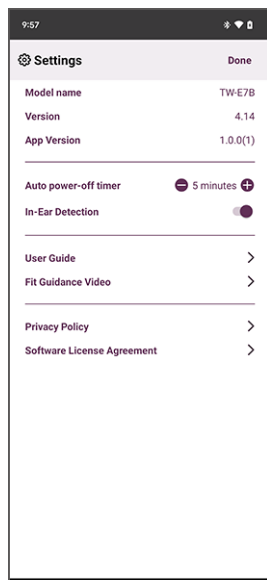 9:57
Settings Done
Model name TW-E7B
Version 4.14
App Version 1.0.0(1)
Auto power-off timer 5 minutes
In-Ear Detection
User Guide
Fit Guidance Video
Privacy Policy
Software License Agreement